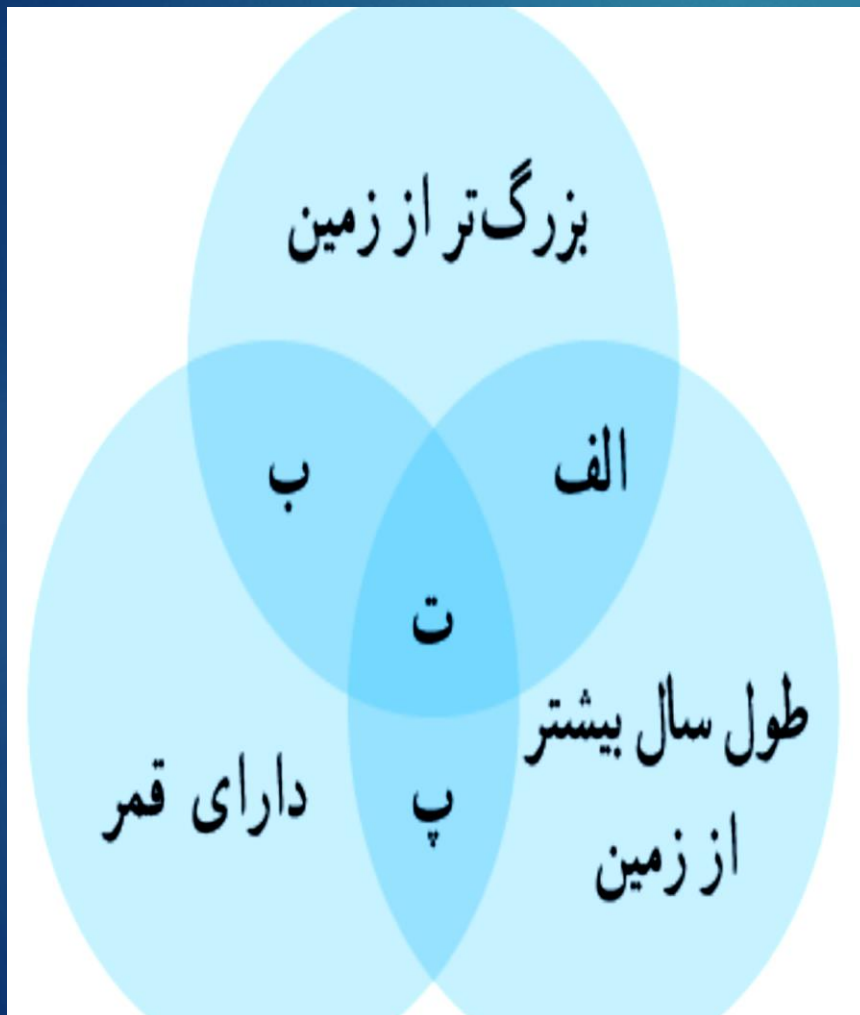 بزرگ‌تر از زمین
الف
ب
ت
طول سال بیشتر
از زمین
دارای قمر
پ